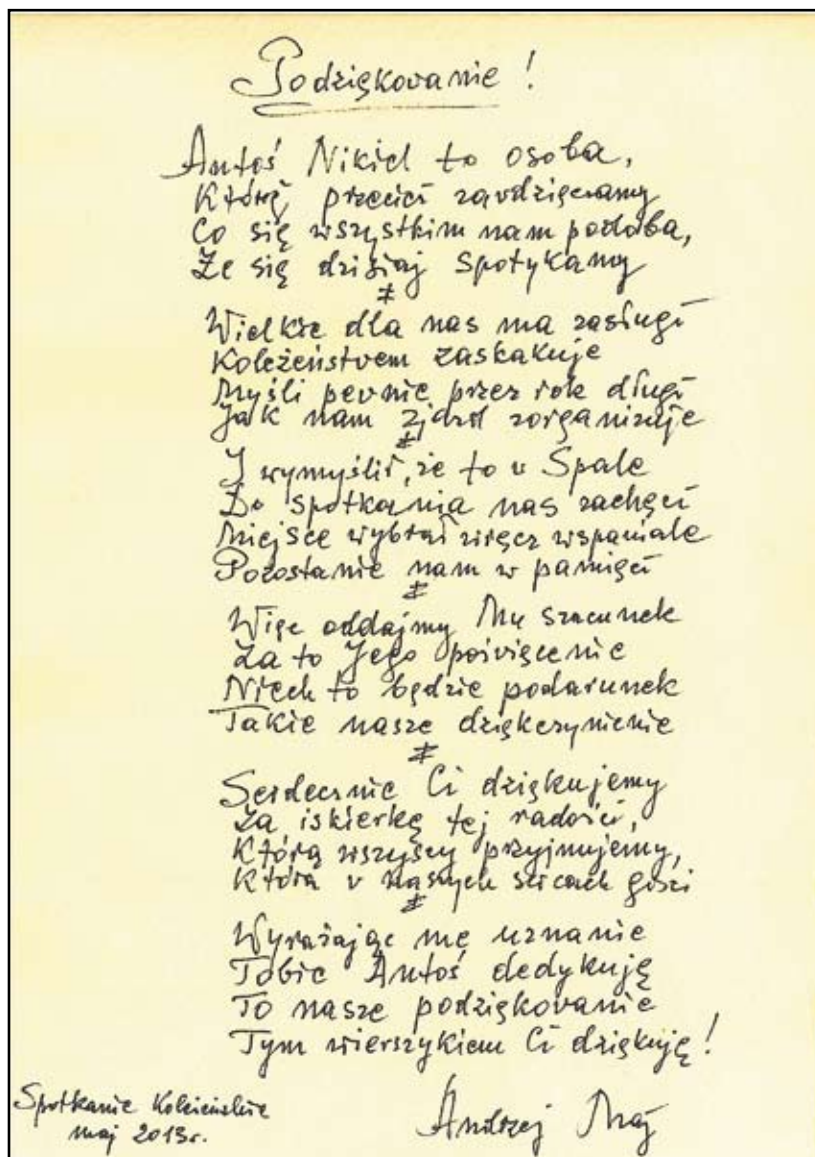 Podziękowanie!
Antoś Nikiel to osoba,
Którą przecież zawdzięczamy
Co się wszystkim nam podoba,
Że się dzisiaj spotykamy
*
Wielkie dla nas ma zasługi
Koleżeństwem zaskakuje
Myśli pewnie przez rok długi
Jak nam zjazd zorganizuje
*
I wymyślił, że to w Spale
Do spotkania nas zachęci
Miejsce wybrał wręcz wspaniałe
Pozostanie nam w pamięci
*
Więc oddajmy Mu szacunek
Za to Jego poświęcenie
Niech to będzie podarunek
Takie nasze dziękczynienie
*
Serdecznie Ci dziękujemy
Za iskierkę tej radości,
Którą wszyscy przyjmujemy,
Która w naszych sercach gości
*
Wyrażając me uznanie
Tobie Antoś dedykuję
To nasze podziękowanie
Tym wierszykiem Ci dziękuję!
Spotkanie Koleżeńskie
maj 2013r.
Andrzej Maj